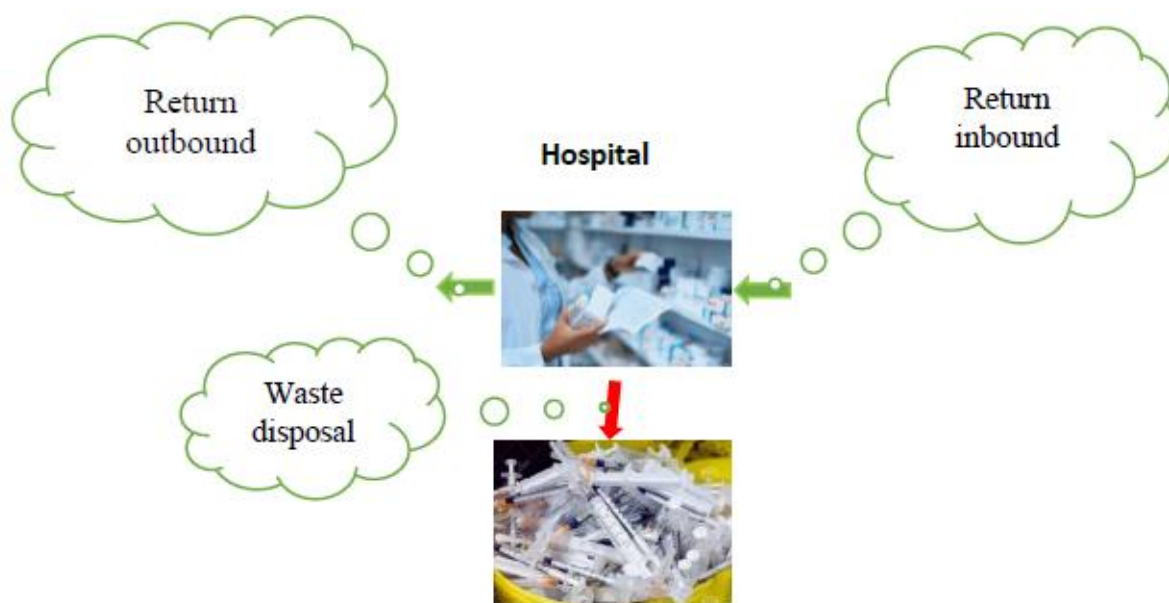 Return
outbound
Hospital
Return
inbound
Waste
disposal